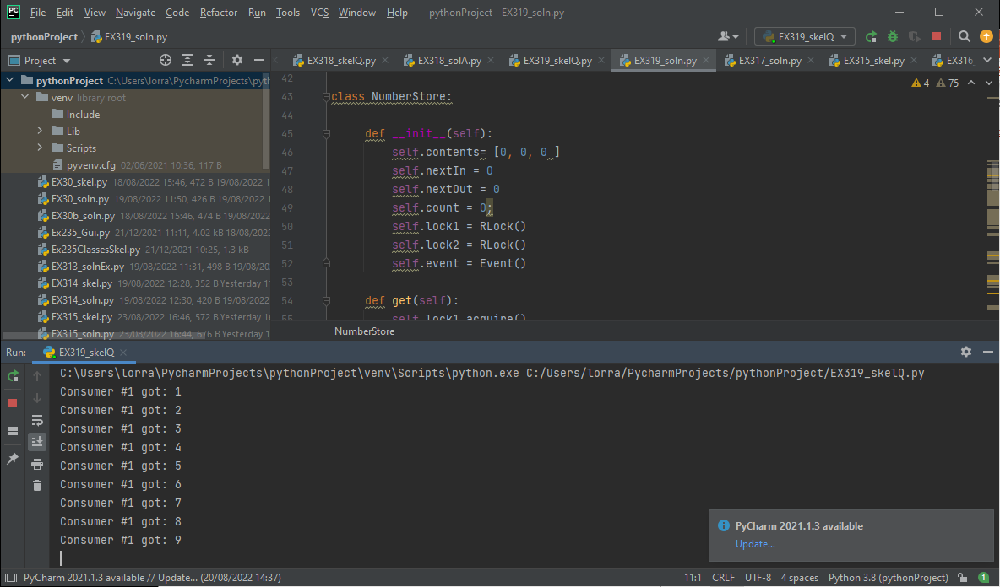 PC File Edit View Navigate Code Refactor Run Tools VCS Window Help pythonProject - EX319_soln.py
pythonProject EX319_soln.py EX319_skelQ
Project EX318_skelQ.py EX318_solA.py EX319_skelQ.py EX319_soln.py EX317_soln.py EX315_skel.py EX316
pythonProject C:\Users\lorra\PycharmProjects\pyth
venv library root
Include
Lib
Scripts
pyvenv.cfg 02/06/2021 10:36, 117 B
EX30_skel.py 18/08/2022 15:46, 472 B 19/08/2022 1
EX30_soln.py 19/08/2022 11:50, 426 B 19/08/2022
EX30b_soln.py 18/08/2022 15:46, 474 B 19/08/202
Ex235_Gui.py 21/12/2021 11:11, 4.02 kB 18/08/2022
Ex235ClassesSkel.py 21/12/2021 10:25, 1.3 kB
EX313_solnEx.py 19/08/2022 11:31, 498 B 19/08/20
EX314_skel.py 19/08/2022 12:28, 352 B Yesterday 1
EX314_soln.py 19/08/2022 12:30, 420 B 19/08/2022
EX315_skel.py 23/08/2022 16:46, 572 B Yesterday 1
EX315_soln.py 23/08/2022 16:44, 676 B Yesterday 1
42
43 class NumberStore:
44
45 def __init__(self):
46 self.contents= [0, 0, 0 ]
47 self.nextIn = 0
48 self.nextOut = 0
49 self.count = 0;
50 self.lock1 = RLock()
51 self.lock2 = RLock()
52 self.event = Event()
53
54 def get(self):
55 self.lock1.acquire()
4 75
NumberStore
Run: EX319_skelQ
C:\Users\lorra\PycharmProjects\pythonProject\venv\Scripts\python.exe C:/Users/lorra/PycharmProjects/pythonProject/EX319_skelQ.py
Consumer #1 got: 1
Consumer #1 got: 2
Consumer #1 got: 3
Consumer #1 got: 4
Consumer #1 got: 5
Consumer #1 got: 6
Consumer #1 got: 7
Consumer #1 got: 8
Consumer #1 got: 9
PyCharm 2021.1.3 available
Update...
PyCharm 2021.1.3 available // Update... (20/08/2022 14:37) 11:1 CRLF UTF-8 4 spaces Python 3.8 (pythonProject) 1